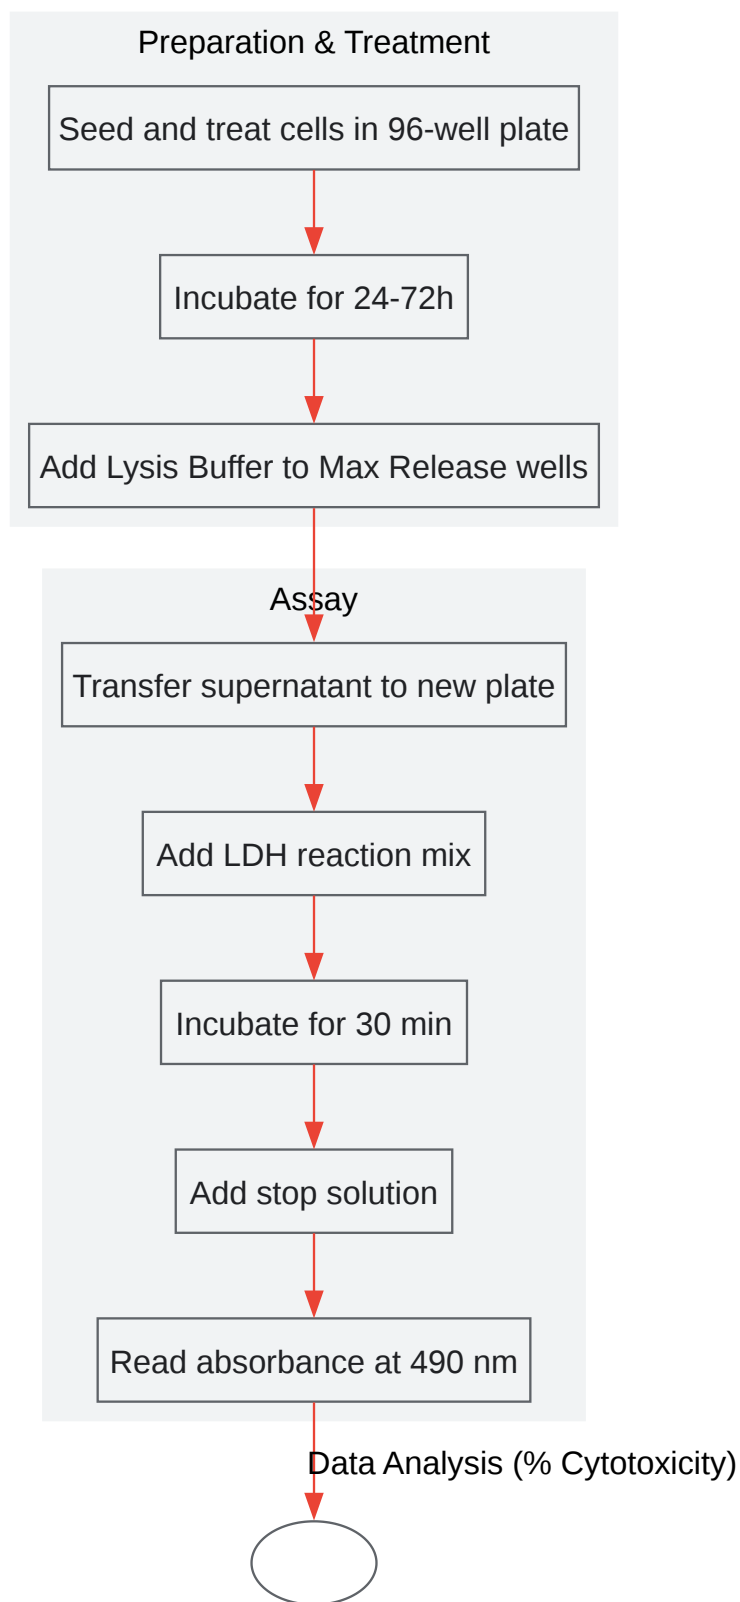 Preparation & Treatment
Seed and treat cells in 96-well plate
Incubate for 24-72h
Add Lysis Buffer to Max Release wells
Assay
Transfer supernatant to new plate
Add LDH reaction mix
Incubate for 30 min
Add stop solution
Read absorbance at 490 nm
Data Analysis (% Cytotoxicity)